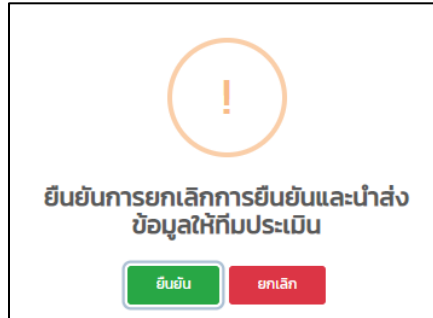 !
ยืนยันการยกเลิกการยืนยันและนำส่ง
ข้อมูลให้ทีมประเมิน
ยืนยัน ยกเลิก